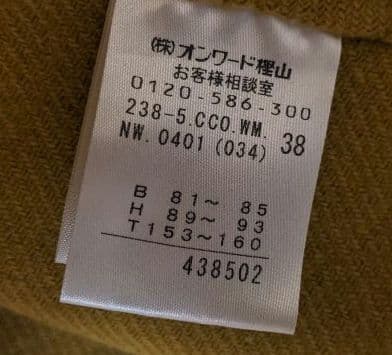 (株)オンワード樫山
お客様相談室
0120-586-300
238-5.CCO.WM. 38
NW. 0401 (034)
B 81～ 85
H 89～ 93
T 153～160
438502